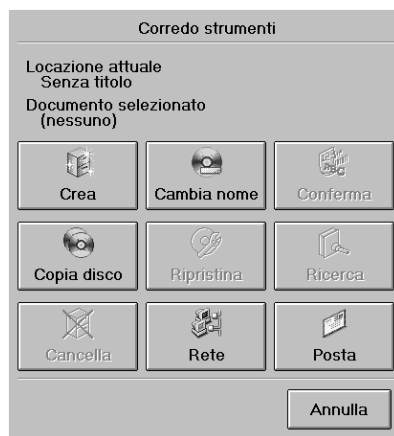 Corredo strumenti
Locazione attuale
Senza titolo
Documento selezionato
(nessuno)
Crea
Cambia nome
Conferma
Copia disco
Ripristina
Ricerca
Cancella
Rete
Posta
Annulla